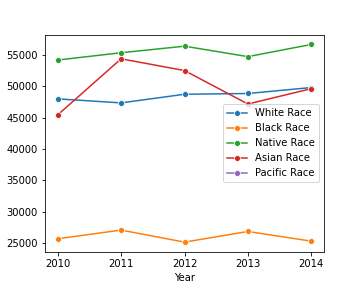 55000
50000
45000
40000
35000
30000
25000
2010 2011 2012 2013 2014
Year
White Race
Black Race
Native Race
Asian Race
Pacific Race